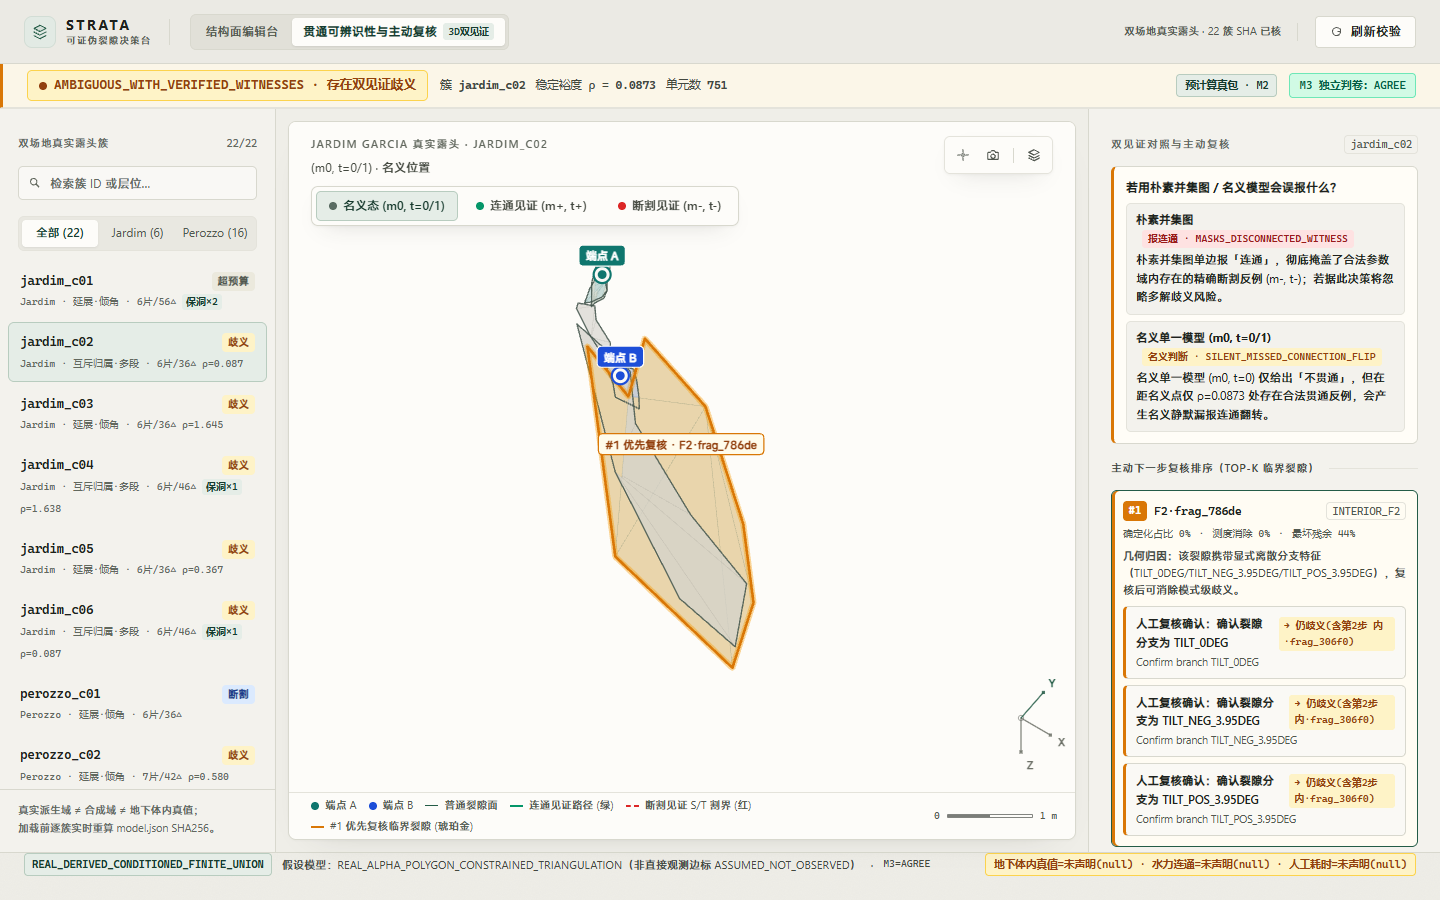 STRATA
可证伪裂隙决策台
结构面编辑台
贯通可辨识性与主动复核 3D双见证
双场地真实露头 · 22 簇 SHA 已核
刷新校验
AMBIGUOUS_WITH_VERIFIED_WITNESSES · 存在双见证歧义
簇 jardim_c02 稳定裕度 ρ = 0.0873 单元数 751
预计算真包 · M2
M3 独立判卷: AGREE
双场地真实露头簇 22/22
检索簇 ID 或层位...
全部 (22) Jardim (6) Perozzo (16)
jardim_c01 超预算
Jardim · 延展·倾角 · 6片/56△ 保洞×2
jardim_c02 歧义
Jardim · 互斥归属·多段 · 6片/36△ ρ=0.087
jardim_c03 歧义
Jardim · 延展·倾角 · 6片/36△ ρ=1.645
jardim_c04 歧义
Jardim · 互斥归属·多段 · 6片/46△ 保洞×1
ρ=1.638
jardim_c05 歧义
Jardim · 延展·倾角 · 6片/36△ ρ=0.367
jardim_c06 歧义
Jardim · 互斥归属·多段 · 6片/46△ 保洞×1
ρ=0.087
perozzo_c01 断割
Perozzo · 延展·倾角 · 6片/36△
perozzo_c02 歧义
Perozzo · 延展·倾角 · 7片/42△ ρ=0.580
真实派生域 ≠ 合成域 ≠ 地下体内真值;
加载前逐簇实时重算 model.json SHA256。
JARDIM GARCIA 真实露头 · JARDIM_C02
(m0, t=0/1) · 名义位置
名义态 (m0, t=0/1) 连通见证 (m+, t+) 断割见证 (m-, t-)
端点 A
端点 B
#1 优先复核 · F2·frag_786de
Y
X
Z
端点 A 端点 B 普通裂隙面 连通见证路径 (绿) 断割见证 S/T 割界 (红)
#1 优先复核临界裂隙 (琥珀金)
0 1 m
双见证对照与主动复核 jardim_c02
若用朴素并集图 / 名义模型会误报什么?
朴素并集图
报连通 · MASKS_DISCONNECTED_WITNESS
朴素并集图单边报「连通」, 彻底掩盖了合法参数
域内存在的精确断割反例 (m-, t-); 若据此决策将忽
略多解歧义风险。
名义单一模型 (m0, t=0/1)
名义判断 · SILENT_MISSED_CONNECTION_FLIP
名义单一模型 (m0, t=0) 仅给出「不贯通」, 但在
距名义点仅 ρ=0.0873 处存在合法贯通反例, 会产
生名义静默漏报连通翻转。
主动下一步复核排序 (TOP-K 临界裂隙)
#1 F2·frag_786de INTERIOR_F2
确定化占比 0% · 测度消除 0% · 最坏残余 44%
几何归因: 该裂隙携带显式离散分支特征
(TILT_0DEG/TILT_NEG_3.95DEG/TILT_POS_3.95DEG) , 复
核后可消除模式级歧义。
人工复核确认: 确认裂隙
分支为 TILT_0DEG
→ 仍歧义(含第2步 内
·frag_306f0)
Confirm branch TILT_0DEG
人工复核确认: 确认裂隙分
支为 TILT_NEG_3.95DEG
→ 仍歧义(含第2步
内·frag_306f0)
Confirm branch TILT_NEG_3.95DEG
人工复核确认: 确认裂隙分
支为 TILT_POS_3.95DEG
→ 仍歧义(含第2步
内·frag_306f0)
Confirm branch TILT_POS_3.95DEG
REAL_DERIVED_CONDITIONED_FINITE_UNION
假设模型: REAL_ALPHA_POLYGON_CONSTRAINED_TRIANGULATION (非直接观测边标 ASSUMED_NOT_OBSERVED) · M3=AGREE
地下体内真值=未声明(null) · 水力连通=未声明(null) · 人工耗时=未声明(null)